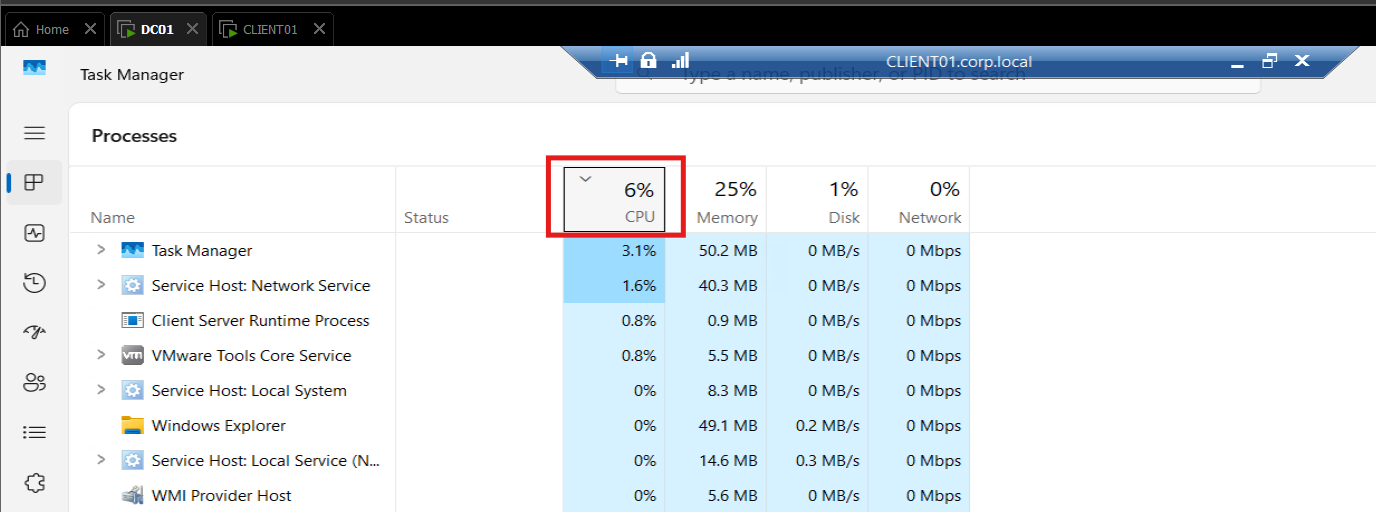 Home DC01 CLIENT01
CLIENT01.corp.local
Task Manager Type a name, publisher, or PID to search
Processes
6% 25% 1% 0%
Name Status CPU Memory Disk Network
Task Manager 3.1% 50.2 MB 0 MB/s 0 Mbps
Service Host: Network Service 1.6% 40.3 MB 0 MB/s 0 Mbps
Client Server Runtime Process 0.8% 0.9 MB 0 MB/s 0 Mbps
vm VMware Tools Core Service 0.8% 5.5 MB 0 MB/s 0 Mbps
Service Host: Local System 0% 8.3 MB 0 MB/s 0 Mbps
Windows Explorer 0% 49.1 MB 0.2 MB/s 0 Mbps
Service Host: Local Service (N... 0% 14.6 MB 0.3 MB/s 0 Mbps
WMI Provider Host 0% 5.6 MB 0 MB/s 0 Mbps